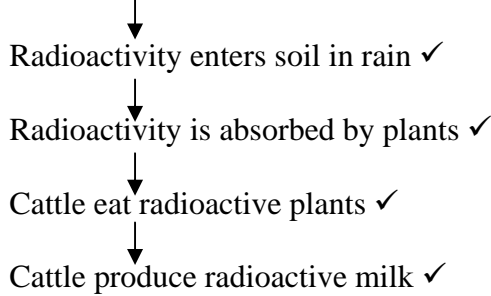 Radioactivity enters soil in rain ✓
Radioactivity is absorbed by plants ✓
Cattle eat radioactive plants ✓
Cattle produce radioactive milk ✓